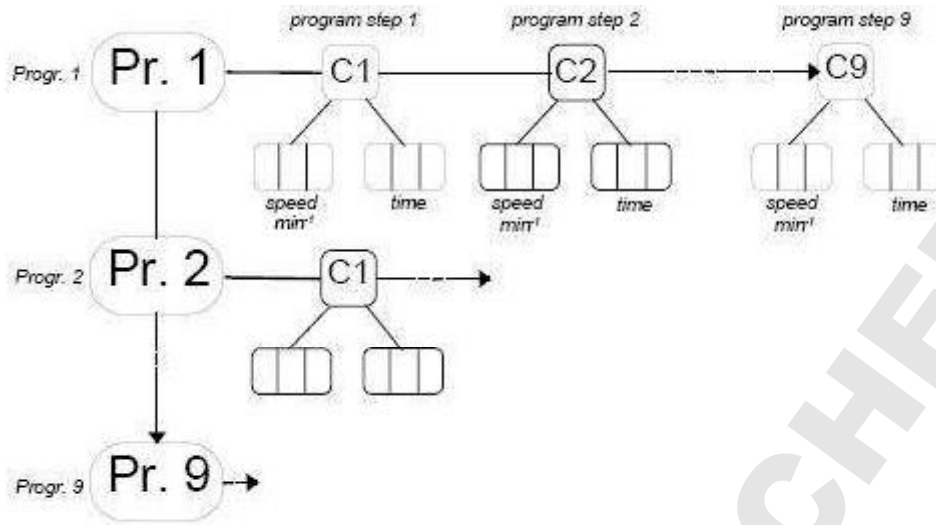 program step 1
program step 2
program step 9
Progr. 1
Pr. 1
C1
C2
C9
speed
min⁻¹
time
speed
min⁻¹
time
speed
min⁻¹
time
Progr. 2
Pr. 2
C1
Progr. 9
Pr. 9
CHE